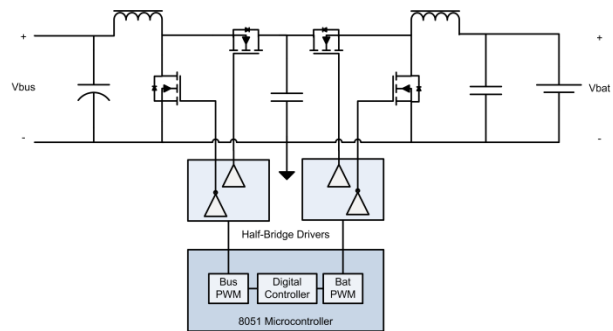 +
+
Vbus
Vbat
-
-
Half-Bridge Drivers
Bus
PWM
Digital
Controller
Bat
PWM
8051 Microcontroller